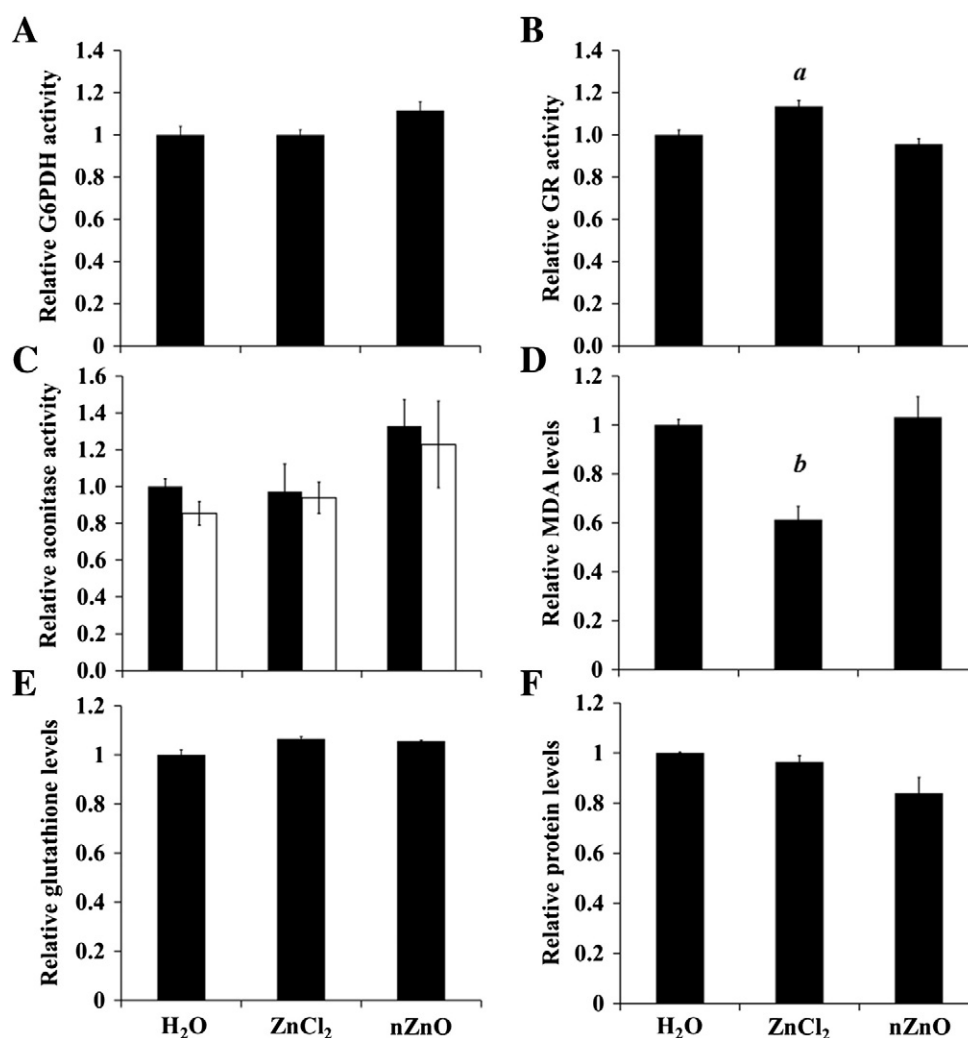 A
Relative G6PDH activity
1.4
1.2
1
0.8
0.6
0.4
0.2
0
B
Relative GR activity
1.4
1.2
1.0
0.8
0.6
0.4
0.2
0
a
C
Relative aconitase activity
1.6
1.4
1.2
1.0
0.8
0.6
0.4
0.2
0.0
D
Relative MDA levels
1.2
1
0.8
0.6
0.4
0.2
0
b
E
Relative glutathione levels
1.2
1
0.8
0.6
0.4
0.2
0
H₂O ZnCl₂ nZnO
F
Relative protein levels
1.2
1
0.8
0.6
0.4
0.2
0
H₂O ZnCl₂ nZnO